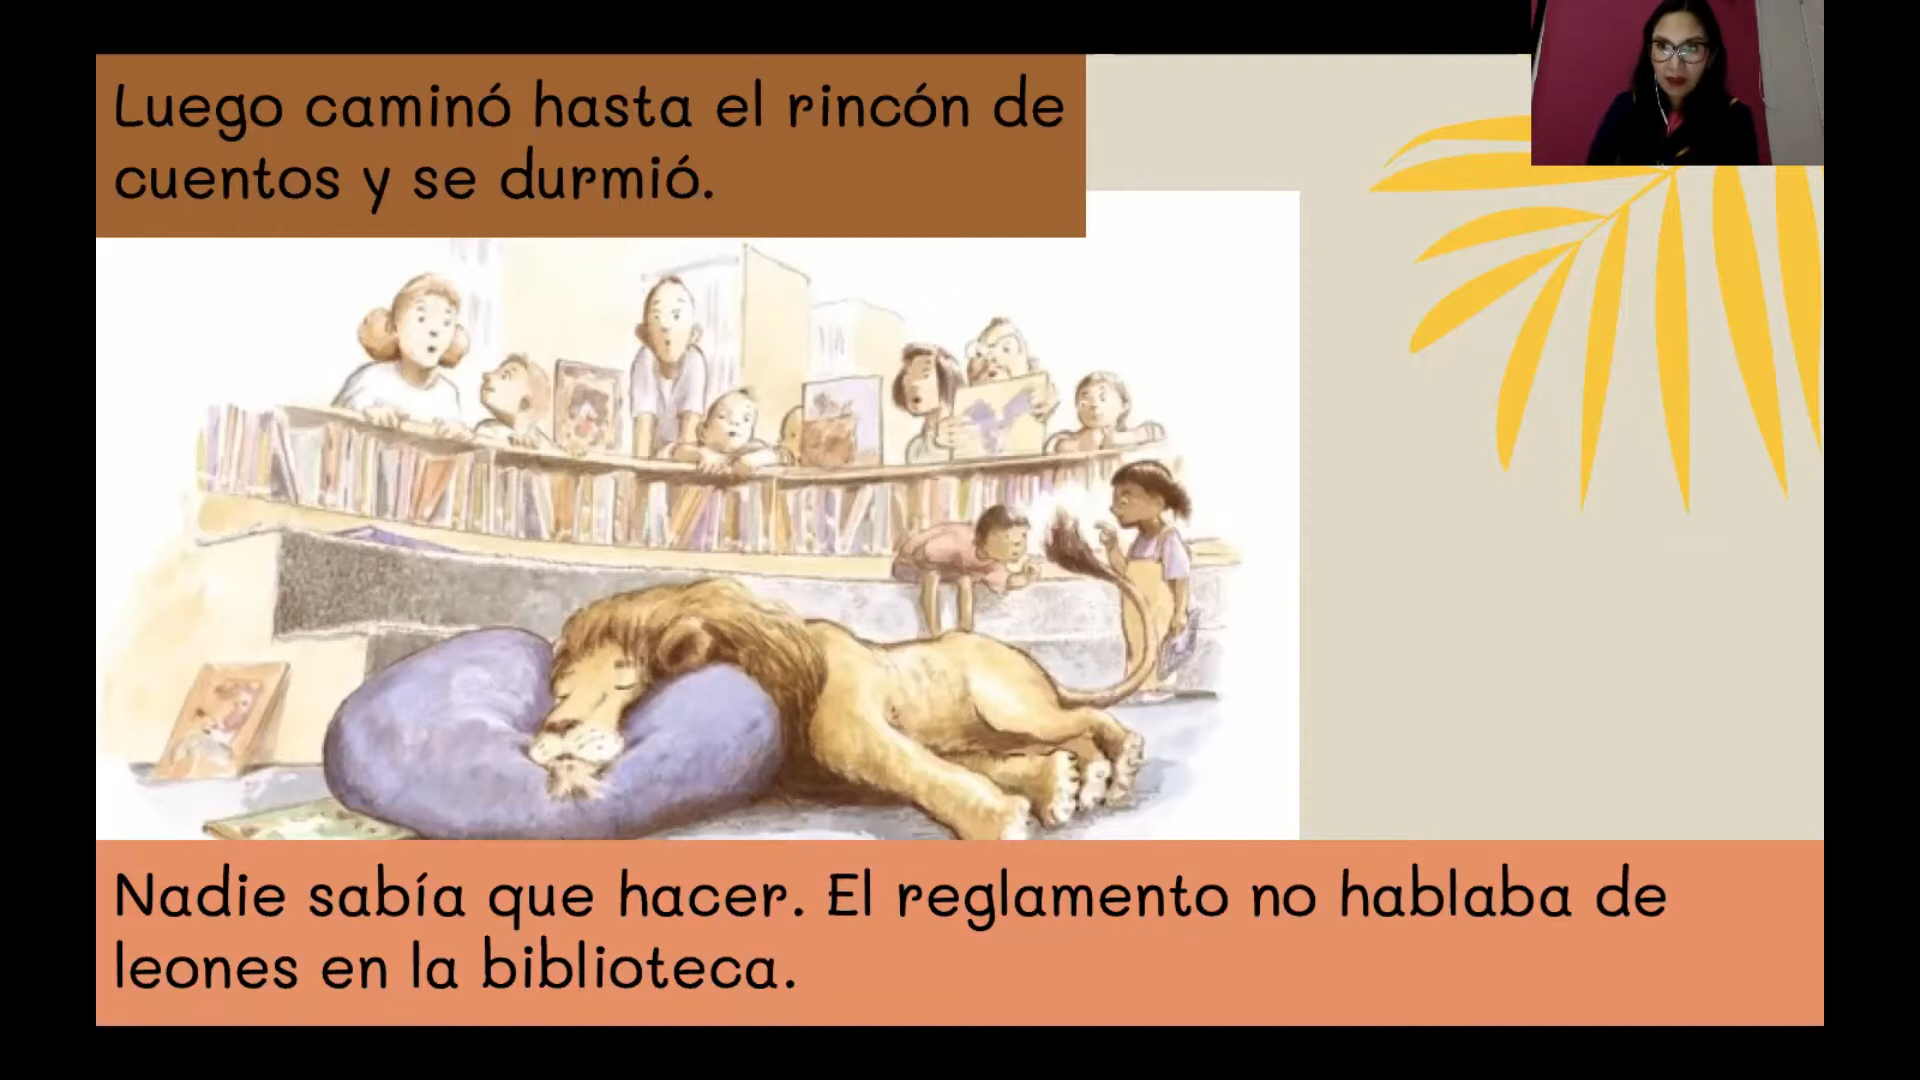 Luego caminó hasta el rincón de
cuentos y se durmió.
Nadie sabía que hacer. El reglamento no hablaba de
leones en la biblioteca.